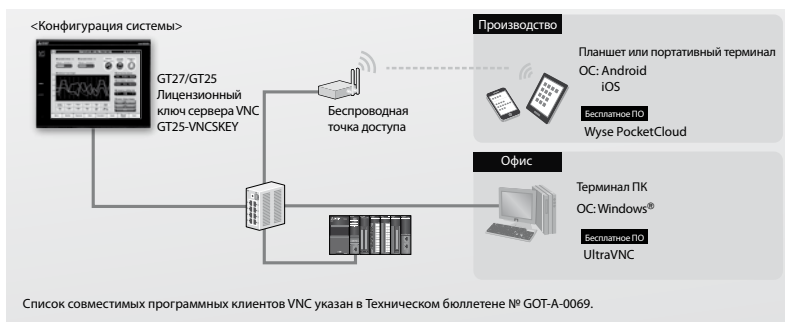 <Конфигурация системы>
GT27/GT25
Лицензионный
ключ сервера VNC
GT25-VNCSKEY
Беспроводная
точка доступа
Производство
Планшет или портативный терминал
ОС: Android
iOS
Бесплатное ПО
Wyse PocketCloud
Офис
Терминал ПК
ОС: Windows®
Бесплатное ПО
UltraVNC
Список совместимых программных клиентов VNC указан в Техническом бюллетене № GOT-A-0069.